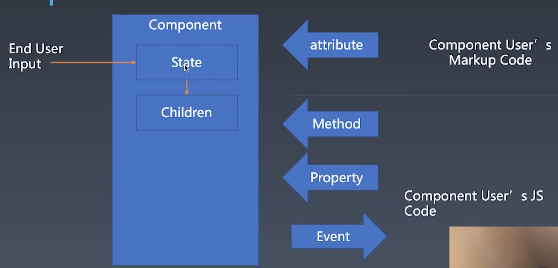 Component
End User
Input
State
Children
attribute
Component User's
Markup Code
Method
Property
Component User's JS
Code
Event